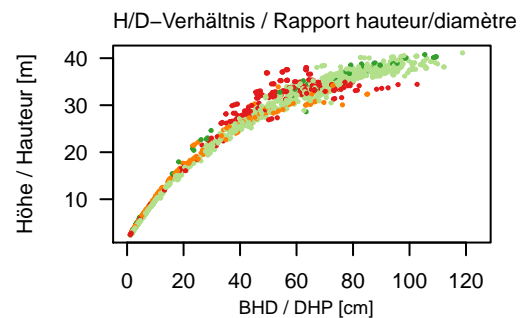 H/D−Verhältnis / Rapport hauteur/diamètre
Höhe / Hauteur [m]
40
30
20
10
0 20 40 60 80 100 120
BHD / DHP [cm]